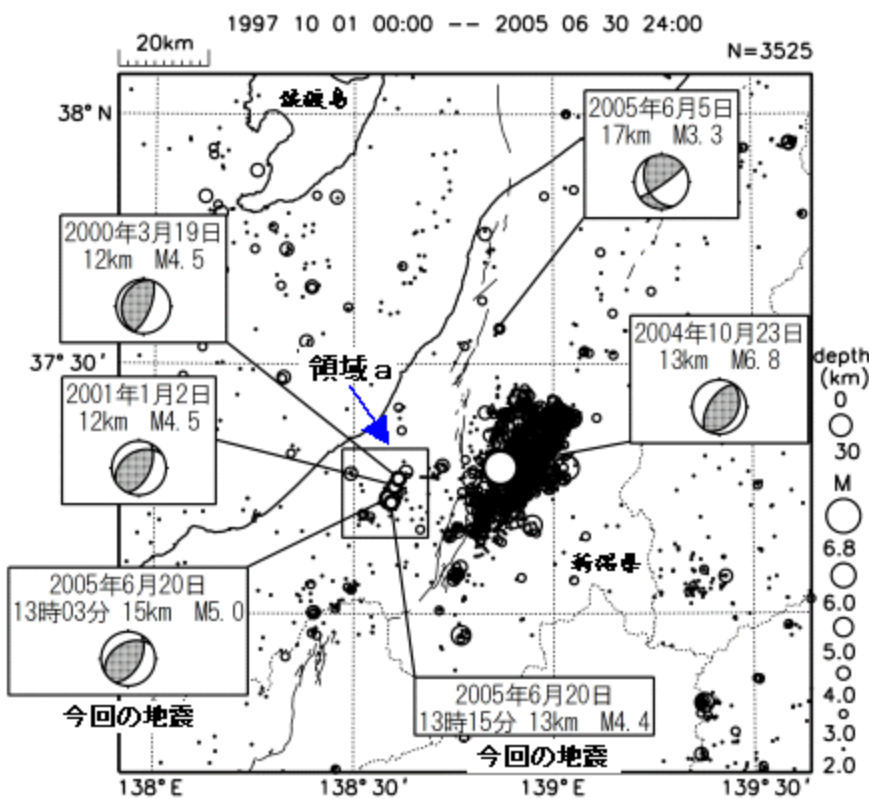 1997 10 01 00:00 -- 2005 06 30 24:00
20km
N=3525
佐渡島
38°N
2005年6月5日
17km M3.3
2000年3月19日
12km M4.5
2004年10月23日
13km M6.8
37°30'
領域a
2001年1月2日
12km M4.5
depth
(km)
0
30
M
6.8
6.0
5.0
4.0
3.0
2.0
新潟県
2005年6月20日
13時03分 15km M5.0
今回の地震
2005年6月20日
13時15分 13km M4.4
今回の地震
138°E
138°30'
139°E
139°30'